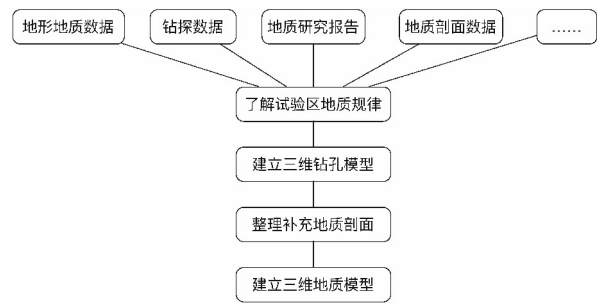 地形地质数据
钻探数据
地质研究报告
地质剖面数据
……
了解试验区地质规律
建立三维钻孔模型
整理补充地质剖面
建立三维地质模型